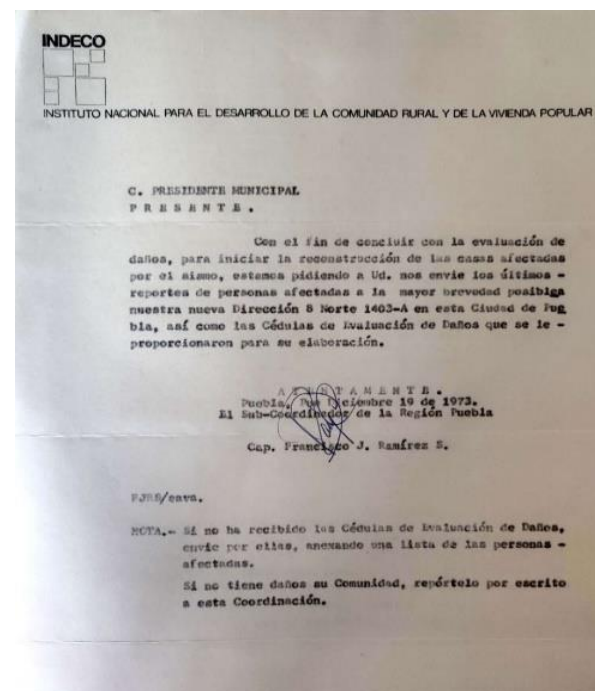 INDECO
INSTITUTO NACIONAL PARA EL DESARROLLO DE LA COMUNIDAD RURAL Y DE LA VIVIENDA POPULAR
C. PRESIDENTE MUNICIPAL
P R E S E N T E .
Con el fin de concluir con la evaluación de
daños, para iniciar la reconstrucción de las casas afectadas
por el mismo, estamos pidiendo a Ud. nos envie los últimos -
reportes de personas afectadas a la mayor brevedad posible
nuestra nueva Dirección 8 Norte 1403-A en esta Ciudad de Pue
bla, así como las Cédulas de Evaluación de Daños que se le -
proporcionaron para su elaboración.
A T E N T A M E N T E .
Puebla, Pue Diciembre 19 de 1973.
El Sub-Coordinador de la Región Puebla
Cap. Francisco J. Ramírez S.
FJRS/eava.
NOTA.- Si no ha recibido las Cédulas de Evaluación de Daños,
envie por ellas, anexando una lista de las personas -
afectadas.
Si no tiene daños su Comunidad, repórtelo por escrito
a esta Coordinación.